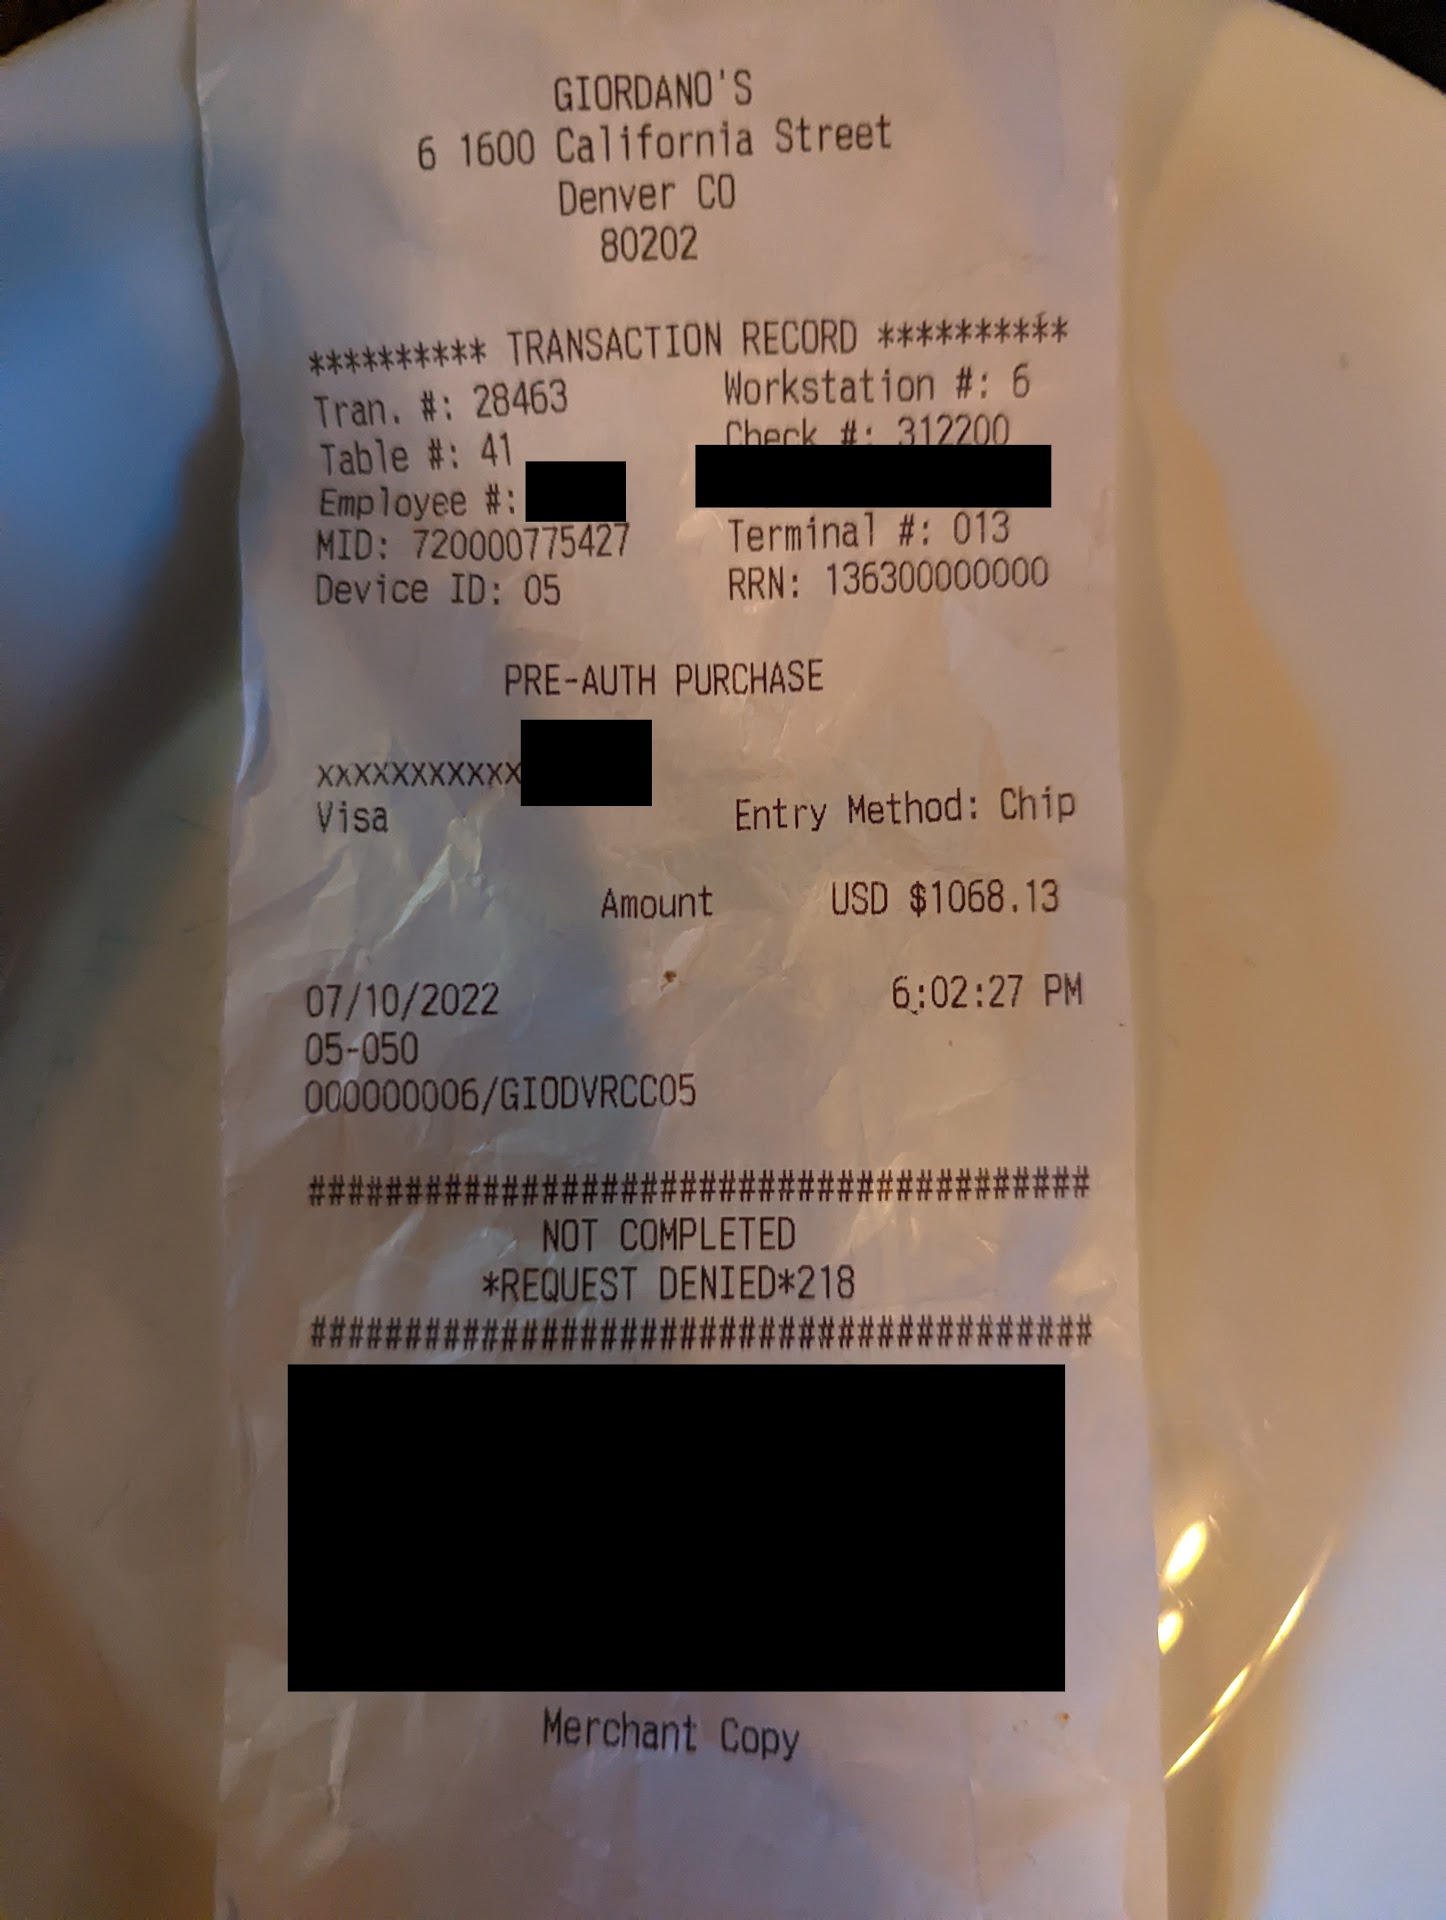 GIORDANO'S
6 1600 California Street
Denver CO
80202
********** TRANSACTION RECORD **********
Tran. #: 28463 Workstation #: 6
Table #: 41 Check #: 312200
Employee #:
MID: 720000775427 Terminal #: 013
Device ID: 05 RRN: 136300000000
PRE-AUTH PURCHASE
XXXXXXXXXXX
Visa Entry Method: Chip
Amount USD $1068.13
07/10/2022 6:02:27 PM
05-050
000000006/GIODVRCC05
########################################
NOT COMPLETED
*REQUEST DENIED*218
########################################
Merchant Copy